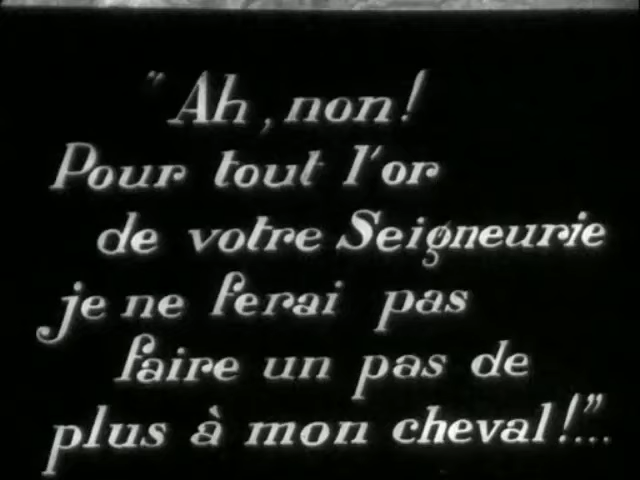 "Ah, non!
Pour tout l'or
de votre Seigneurie
je ne ferai pas
faire un pas de
plus à mon cheval!"...